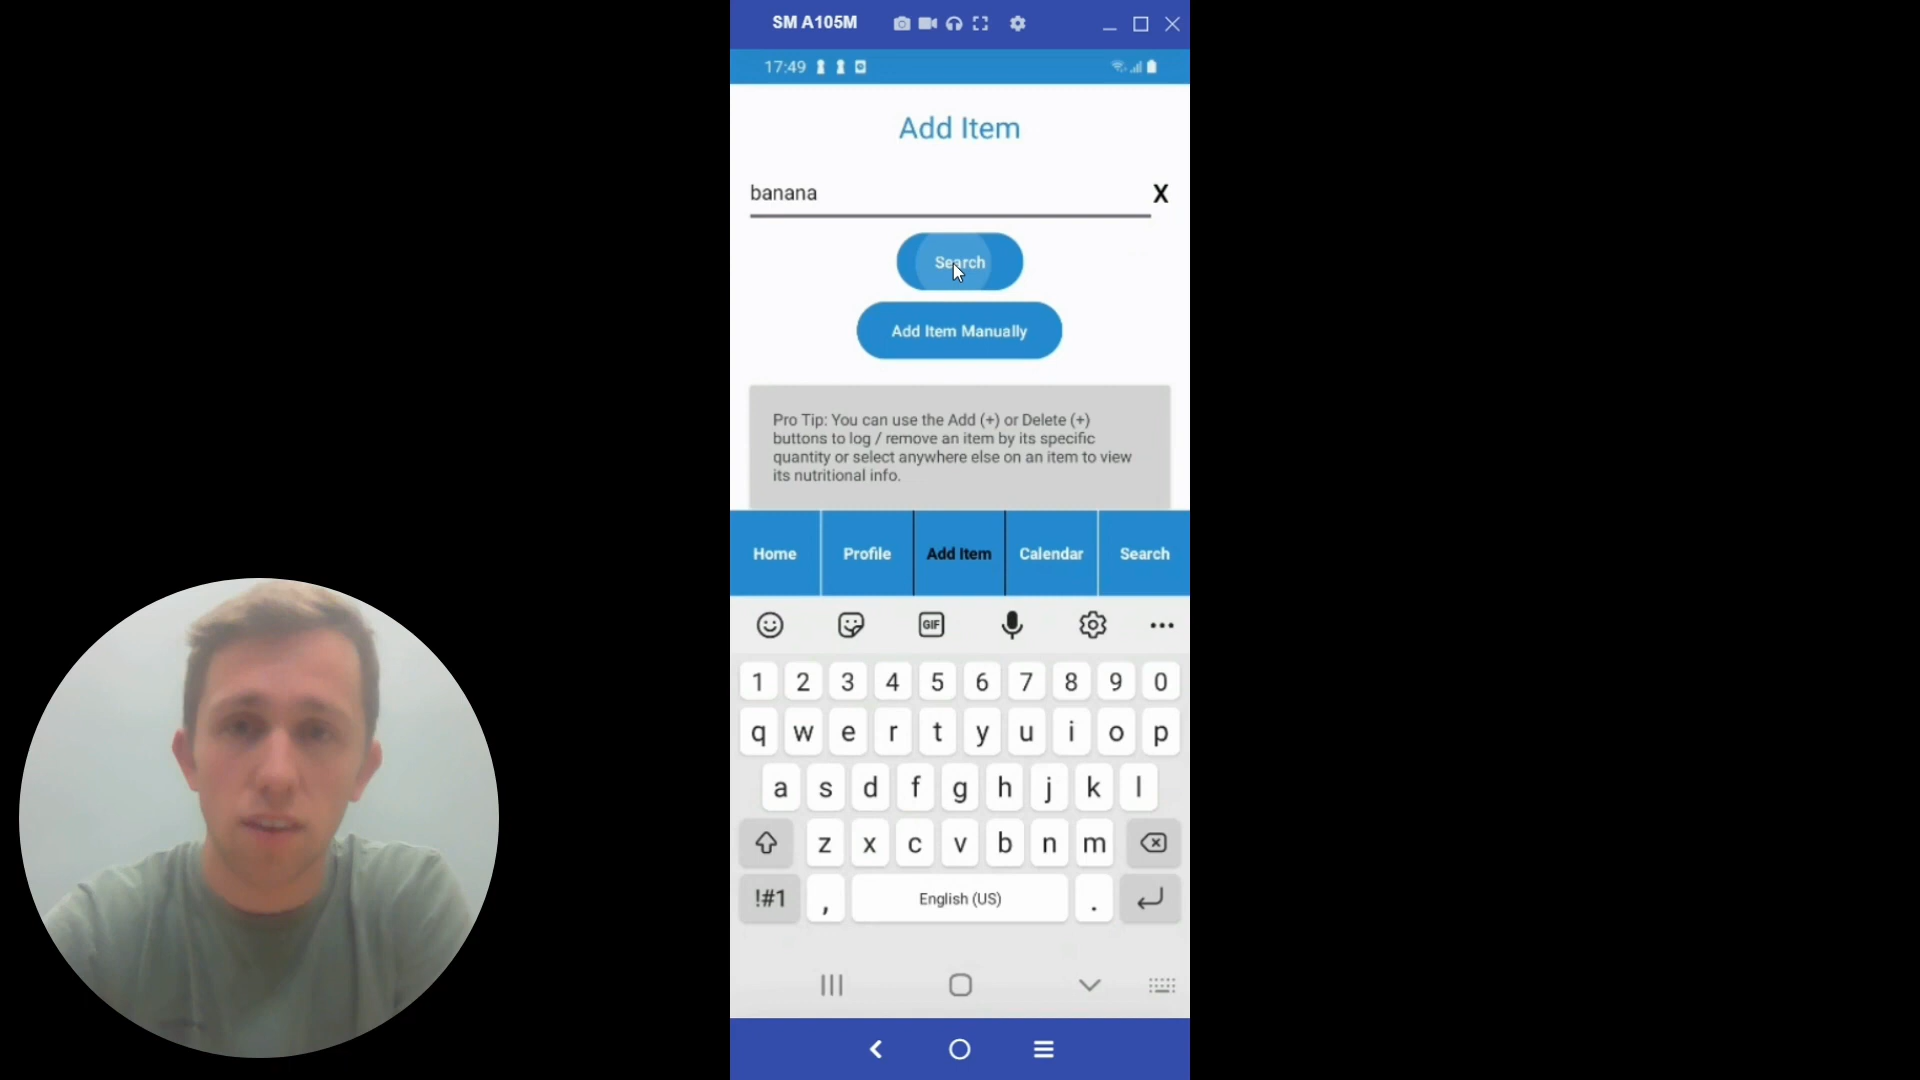 SM A105M
17:49
Add Item
banana
X
Search
Add Item Manually
Pro Tip: You can use the Add (+) or Delete (+)
buttons to log / remove an item by its specific
quantity or select anywhere else on an item to view
its nutritional info.
Home Profile Add Item Calendar Search
GIF
1 2 3 4 5 6 7 8 9 0
q w e r t y u i o p
a s d f g h j k l
z x c v b n m
!#1 , English (US) .